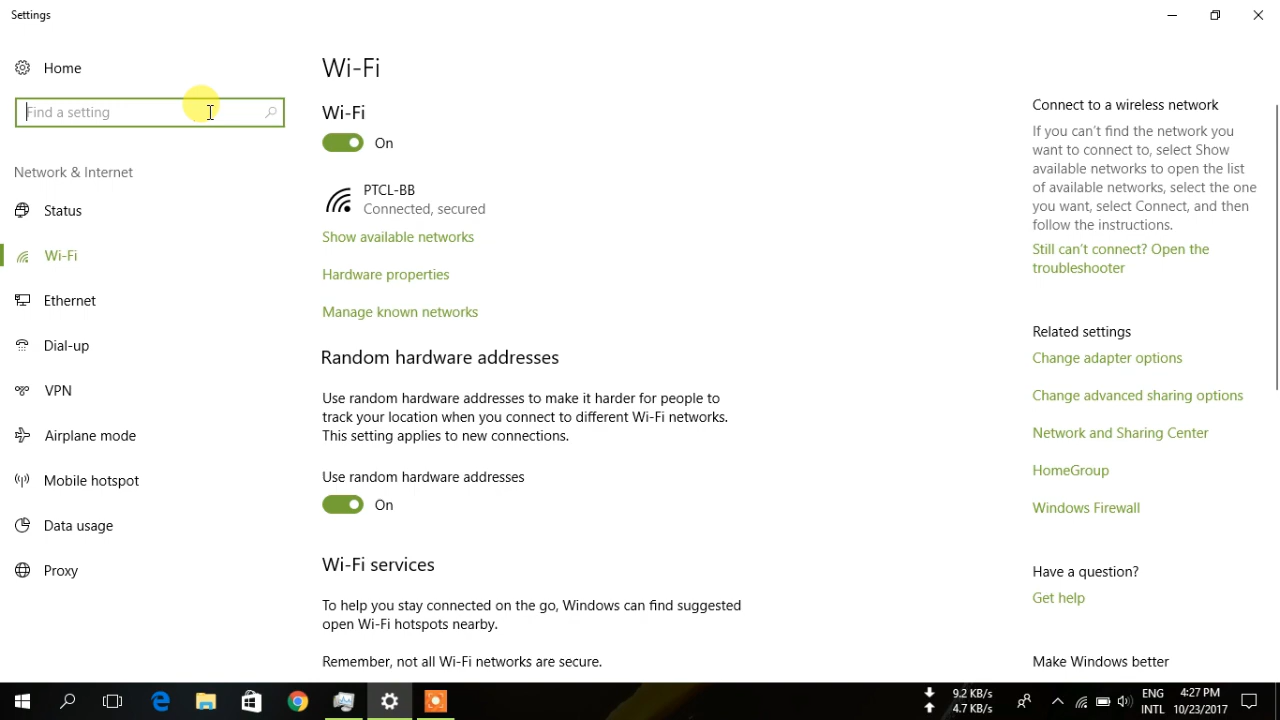 Settings
Home
Find a setting
Network & Internet
Status
Wi-Fi
Ethernet
Dial-up
VPN
Airplane mode
Mobile hotspot
Data usage
Proxy
Wi-Fi
Wi-Fi
On
PTCL-BB
Connected, secured
Show available networks
Hardware properties
Manage known networks
Random hardware addresses
Use random hardware addresses to make it harder for people to
track your location when you connect to different Wi-Fi networks.
This setting applies to new connections.
Use random hardware addresses
On
Wi-Fi services
To help you stay connected on the go, Windows can find suggested
open Wi-Fi hotspots nearby.
Remember, not all Wi-Fi networks are secure.
Connect to a wireless network
If you can't find the network you
want to connect to, select Show
available networks to open the list
of available networks, select the one
you want, select Connect, and then
follow the instructions.
Still can't connect? Open the
troubleshooter
Related settings
Change adapter options
Change advanced sharing options
Network and Sharing Center
HomeGroup
Windows Firewall
Have a question?
Get help
Make Windows better
9.2 KB/s
4.7 KB/s
ENG
INTL
4:27 PM
10/23/2017